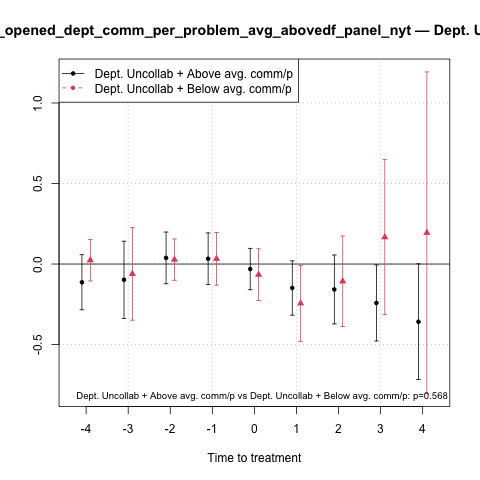 _opened_dept_comm_per_problem_avg_abovedf_panel_nyt — Dept. U
Dept. Uncollab + Above avg. comm/p
Dept. Uncollab + Below avg. comm/p
1.0
0.5
0.0
-0.5
Dept. Uncollab + Above avg. comm/p vs Dept. Uncollab + Below avg. comm/p: p=0.568
-4 -3 -2 -1 0 1 2 3 4
Time to treatment